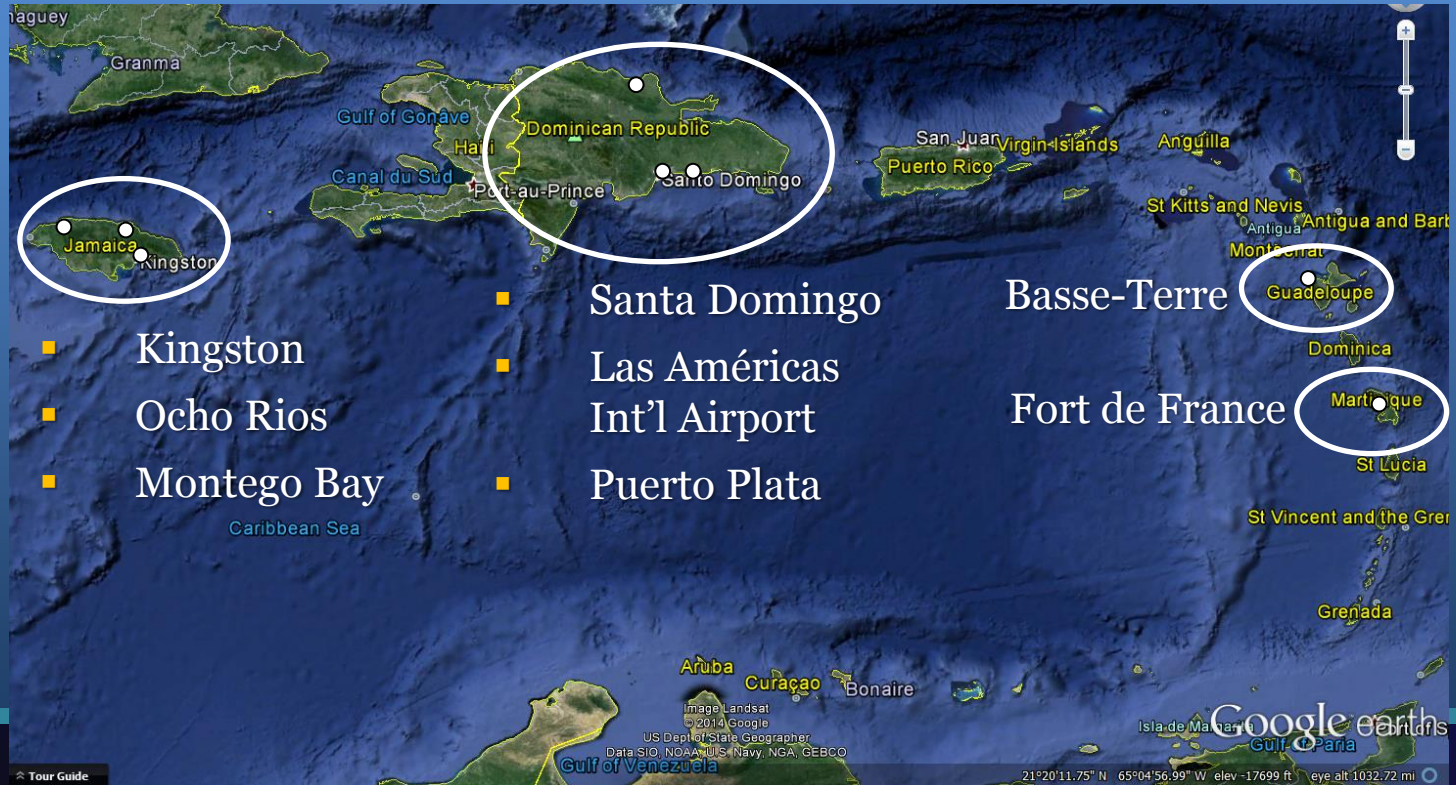 naguey
Granma
Gulf of Gonâve
Haiti
Dominican Republic
San Juan
Virgin Islands
Anguilla
Puerto Rico
Canal du Sud
Port-au-Prince
Santo Domingo
St Kitts and Nevis
Antigua
Antigua and Barb
Jamaica
Kingston
Montserrat
Guadeloupe
Basse-Terre
Dominica
Martinique
Fort de France
St Lucia
▪ Kingston
▪ Ocho Rios
▪ Montego Bay
▪ Santa Domingo
▪ Las Américas
Int'l Airport
▪ Puerto Plata
Caribbean Sea
St Vincent and the Gren
Grenada
Aruba
Curaçao
Bonaire
Image Landsat
© 2014 Google
US Dept of State Geographer
Data SIO, NOAA, U.S. Navy, NGA, GEBCO
Gulf of Venezuela
Isla de Margarita
Google earth
Gulf of Paria
Tour Guide
21°20'11.75" N 65°04'56.99" W elev -17699 ft eye alt 1032.72 mi